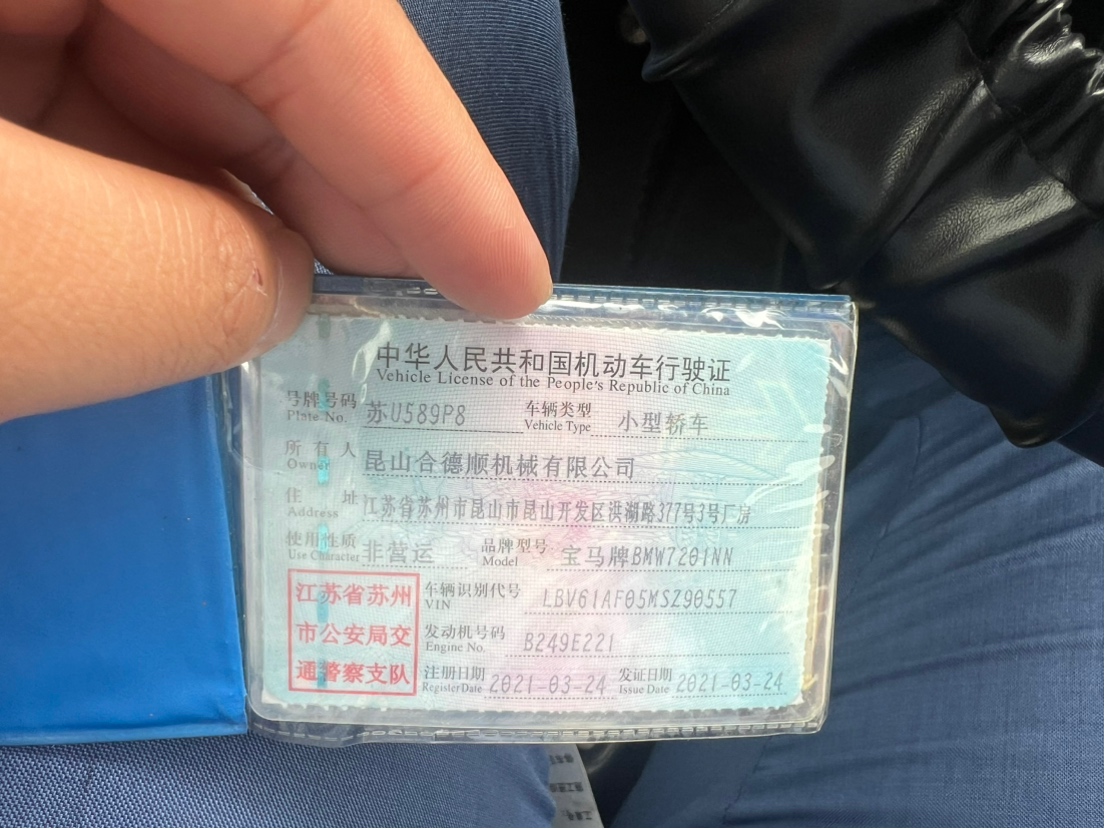 中华人民共和国机动车行驶证
Vehicle License of the People's Republic of China
号牌号码 苏U589P8 车辆类型 小型轿车
Plate No. Vehicle Type
所有人 昆山合德顺机械有限公司
Owner
住址 江苏省苏州市昆山市昆山开发区洪湖路377号3号厂房
Address
使用性质 非营运 品牌型号 宝马牌BMW7201NN
Use Character Model
江苏省苏州 车辆识别代号 LBV61AF05MSZ90557
VIN
市公安局交 发动机号码 B249E221
Engine No.
通警察支队 注册日期 2021-03-24 发证日期 2021-03-24
Register Date Issue Date